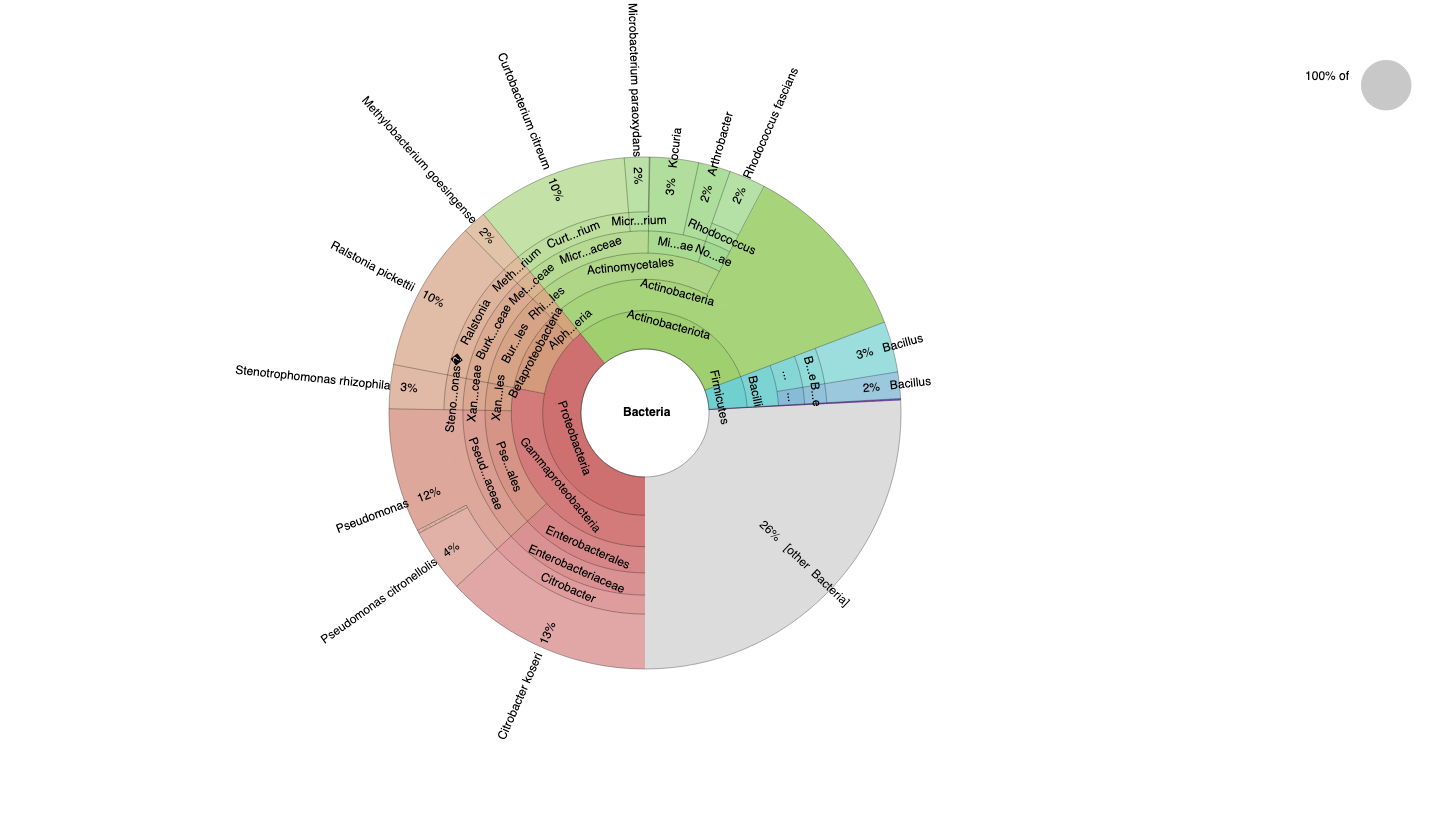 100% of
Microbacterium paraoxydans
2%
Curtobacterium citreum
10%
Methylobacterium goesingense
2%
Ralstonia pickettii
10%
Stenotrophomonas rhizophila
3%
Pseudomonas
12%
Pseudomonas citronellolis
4%
Citrobacter koseri
13%
Kocuria
3%
Arthrobacter
2%
Rhodococcus fascians
2%
3% Bacillus
2% Bacillus
26% [other Bacteria]
Micr...rium
Curt...rium
Micr...aceae
Mi...ae
No...ae
Rhodococcus
Actinomycetales
Actinobacteria
Actinobacteriota
Meth...rium
Met...ceae
Rhi...les
Alph...eria
Ralstonia
Burk...ceae
Bur...les
Betaproteobacteria
Steno...onas�
Xan...ceae
Xan...les
Pseud...aceae
Pse...ales
Gammaproteobacteria
Proteobacteria
Enterobacterales
Enterobacteriaceae
Citrobacter
Firmicutes
Bacilli
...
...
B...e
B...e
Bacteria